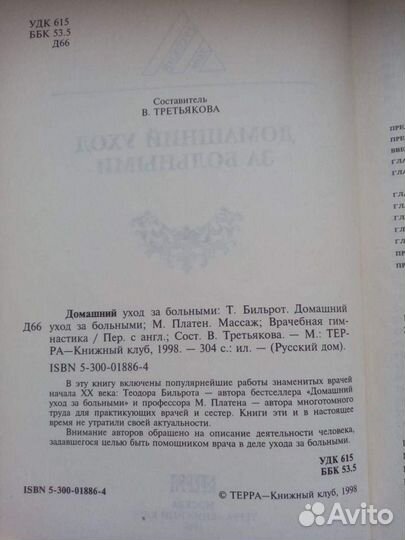 УДК 615
ББК 53.5
Д66
Составитель
В. ТРЕТЬЯКОВА
ДОМАШНИЙ УХОД
ЗА БОЛЬНЫМИ
Домашний уход за больными: Т. Бильрот. Домашний
Д66 уход за больными; М. Платен. Массаж; Врачебная гим-
настика / Пер. с англ.; Сост. В. Третьякова. — М.: ТЕР-
РА—Книжный клуб, 1998. — 304 с.: ил. — (Русский дом).
ISBN 5-300-01886-4
В эту книгу включены популярнейшие работы знаменитых врачей
начала XX века: Теодора Бильрота — автора бестселлера «Домашний
уход за больными» и профессора М. Платена — автора многотомного
труда для практикующих врачей и сестер. Книги эти и в настоящее
время не утратили своей актуальности.
Внимание авторов обращено на описание деятельности человека,
задавшегося целью быть помощником врача в деле ухода за больными.
УДК 615
ББК 53.5
ISBN 5-300-01886-4
© ТЕРРА—Книжный клуб, 1998
Avito